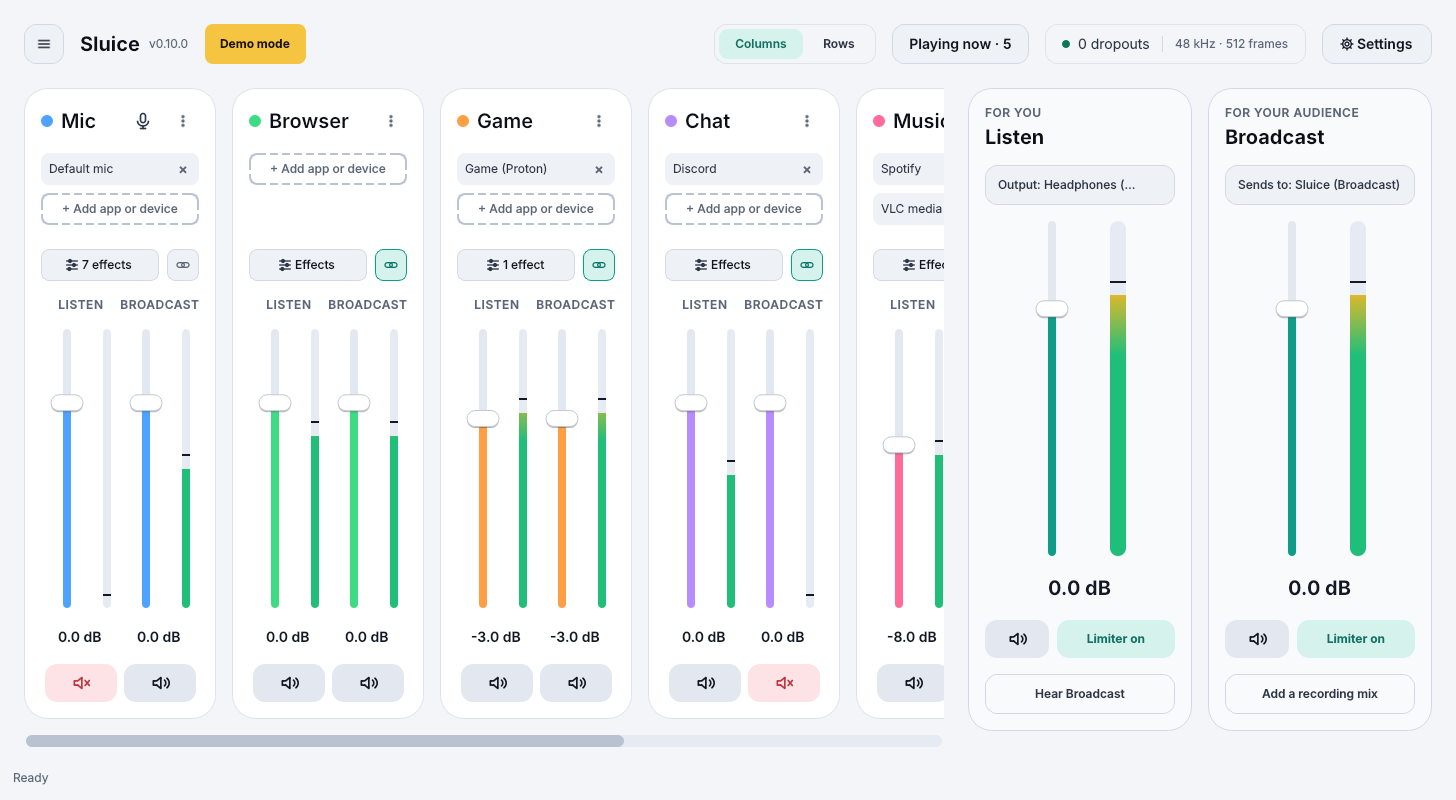 Sluice v0.10.0 Demo mode Columns Rows Playing now · 5 0 dropouts 48 kHz · 512 frames Settings
Mic
Default mic
+ Add app or device
7 effects
LISTEN BROADCAST
0.0 dB 0.0 dB
Browser
+ Add app or device
Effects
LISTEN BROADCAST
0.0 dB 0.0 dB
Game
Game (Proton)
+ Add app or device
1 effect
LISTEN BROADCAST
-3.0 dB -3.0 dB
Chat
Discord
+ Add app or device
Effects
LISTEN BROADCAST
0.0 dB 0.0 dB
Music
Spotify
VLC media
Effec
LISTEN
-8.0 dB
FOR YOU
Listen
Output: Headphones (...
0.0 dB
Limiter on
Hear Broadcast
FOR YOUR AUDIENCE
Broadcast
Sends to: Sluice (Broadcast)
0.0 dB
Limiter on
Add a recording mix
Ready